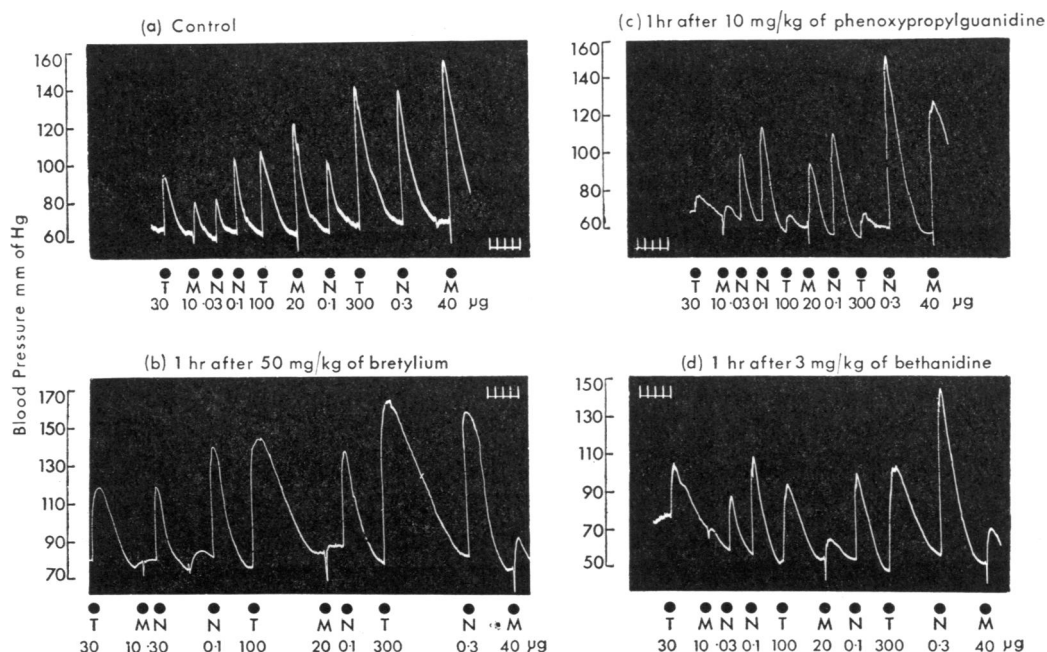 (a) Control
160
140
120
100
80
60
T M N N T M N T N M
30 10 ·03 0·1 100 20 0·1 300 0·3 40 µg
(c) 1hr after 10 mg/kg of phenoxypropylguanidine
160
140
120
100
80
60
T M N N T M N T N M
30 10 ·03 0·1 100 20 0·1 300 0·3 40 µg
Blood Pressure mm of Hg
(b) 1 hr after 50 mg/kg of bretylium
170
150
130
110
90
70
T M N N T M N T N M
30 10 ·30 0·1 100 20 0·1 300 0·3 40 µg
(d) 1 hr after 3 mg/kg of bethanidine
150
130
110
90
70
50
T M N N T M N T N M
30 10 ·03 0·1 100 20 0·1 300 0·3 40 µg